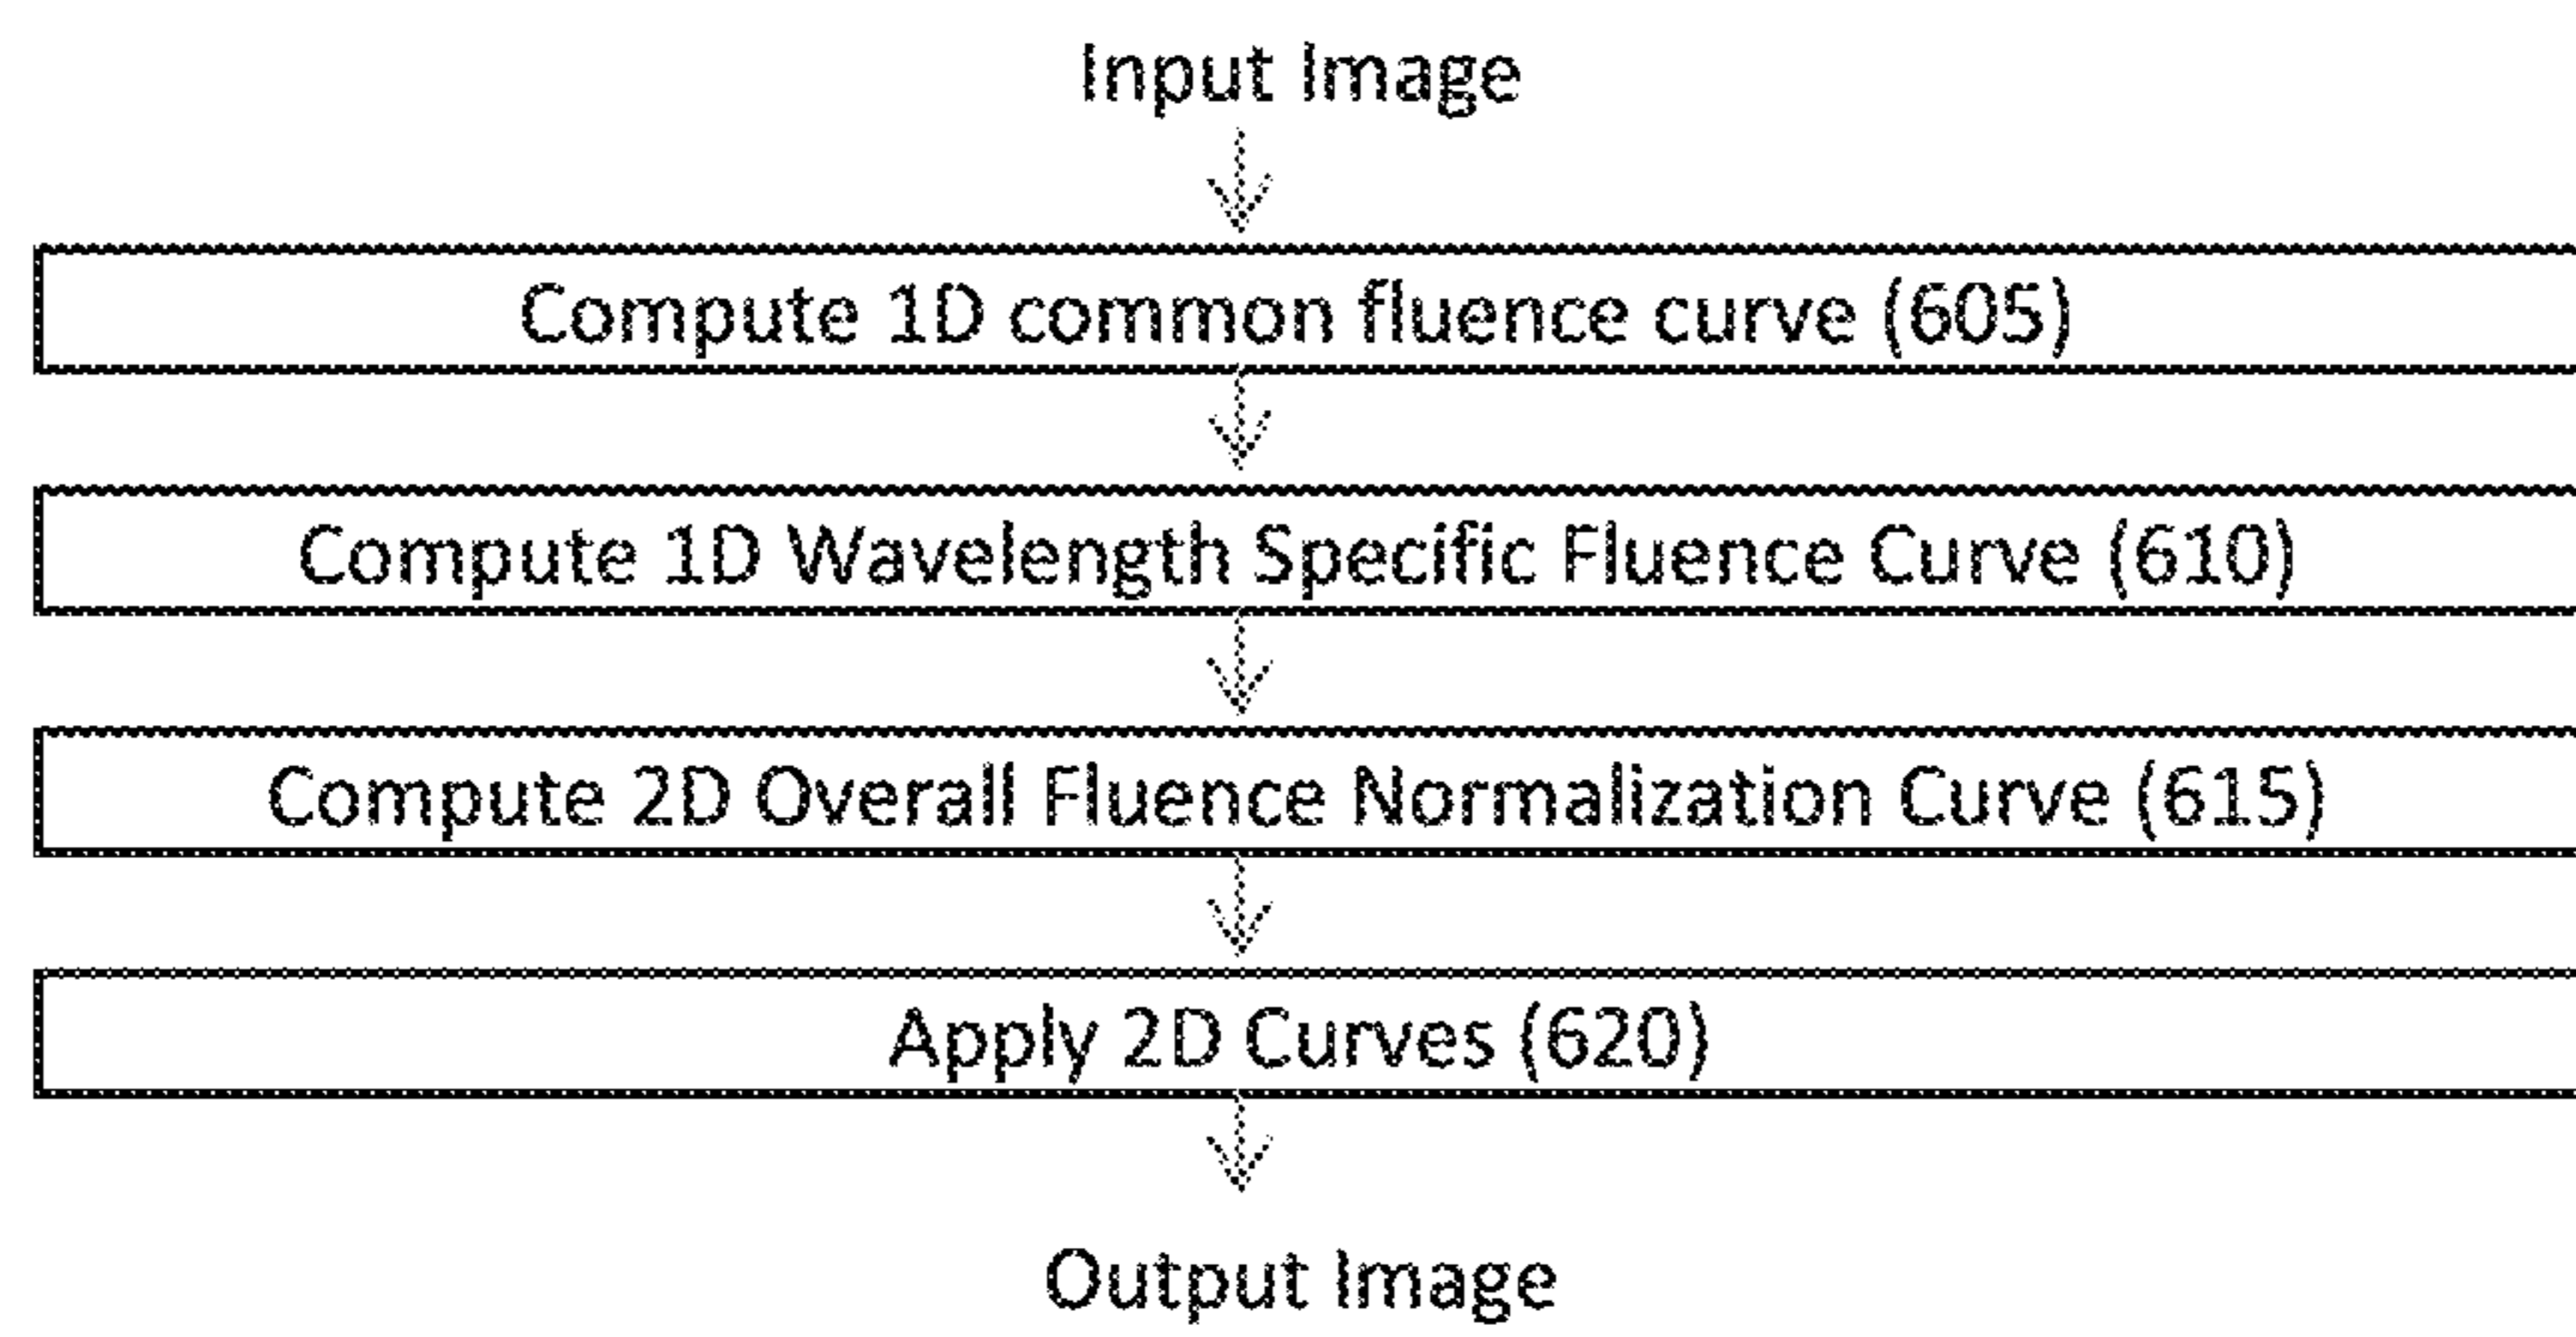 Input Image
Compute 1D common fluence curve (605)
Compute 1D Wavelength Specific Fluence Curve (610)
Compute 2D Overall Fluence Normalization Curve (615)
Apply 2D Curves (620)
Output Image